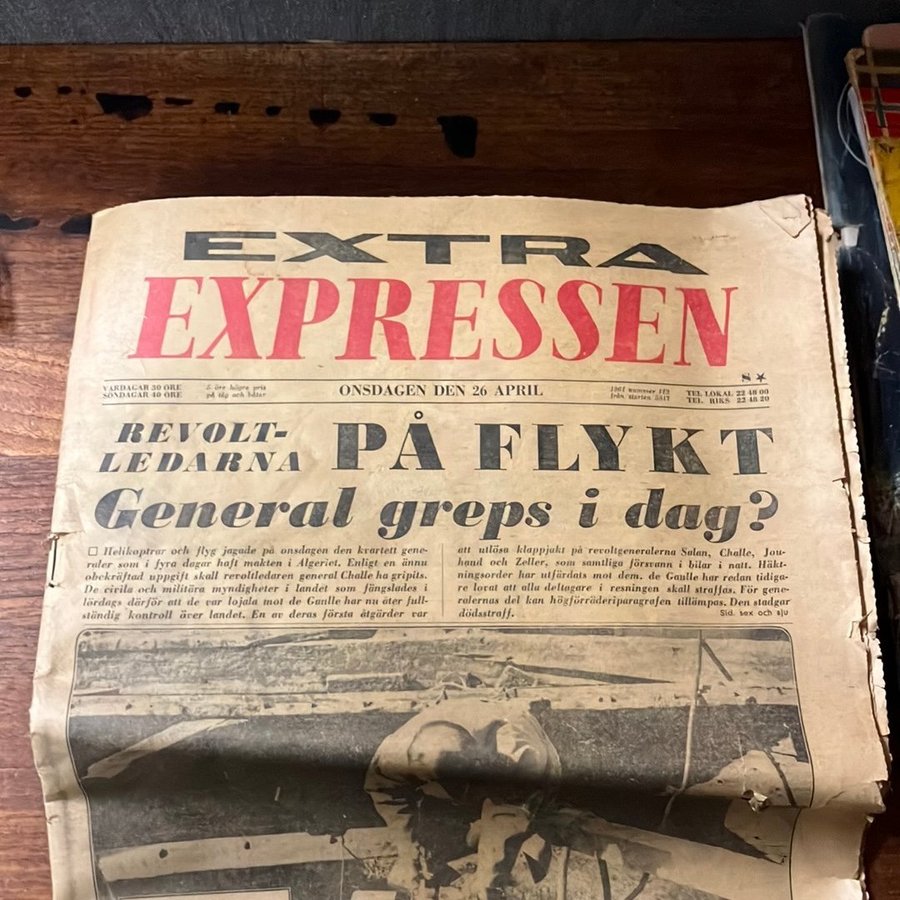 EXTRA
EXPRESSEN
VARDAGAR 30 ÖRE
SÖNDAGAR 40 ÖRE
5 öre högre pris
på tåg och båtar
ONSDAGEN DEN 26 APRIL
1961 nummer 112
från starten 5517
S ★
TEL LOKAL 22 48 00
TEL. RIKS 22 48 20
REVOLT-
LEDARNA
PÅ FLYKT
General greps i dag?
□ Helikoptrar och flyg jagade på onsdagen den kvartett gene-
raler som i fyra dagar haft makten i Algeriet. Enligt en ännu
obekräftad uppgift skall revoltledaren general Challe ha gripits.
De civila och militära myndigheter i landet som fängslades i
lördags därför att de var lojala mot de Gaulle har nu åter full-
ständig kontroll över landet. En av deras första åtgärder var
att utlösa klappjakt på revoltgeneralerna Salan, Challe, Jou-
haud och Zeller, som samtliga försvann i bilar i natt. Häkt-
ningsorder har utfärdats mot dem. de Gaulle har redan tidiga-
re lovat att alla deltagare i resningen skall straffas. För gene-
ralernas del kan högförräderiparagrafen tillämpas. Den stadgar
dödsstraff.
Sid. sex och sju
Nr